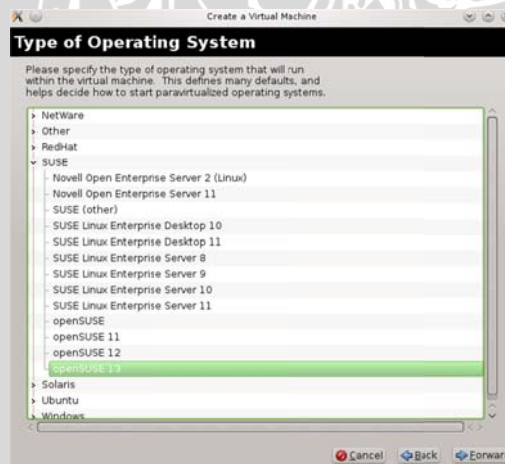 Create a Virtual Machine
Type of Operating System
Please specify the type of operating system that will run
within the virtual machine. This defines many defaults, and
helps decide how to start paravirtualized operating systems.
NetWare
Other
RedHat
SUSE
Novell Open Enterprise Server 2 (Linux)
Novell Open Enterprise Server 11
SUSE (other)
SUSE Linux Enterprise Desktop 10
SUSE Linux Enterprise Desktop 11
SUSE Linux Enterprise Server 8
SUSE Linux Enterprise Server 9
SUSE Linux Enterprise Server 10
SUSE Linux Enterprise Server 11
openSUSE
openSUSE 11
openSUSE 12
openSUSE 13
Solaris
Ubuntu
Windows
Cancel Back Forwar